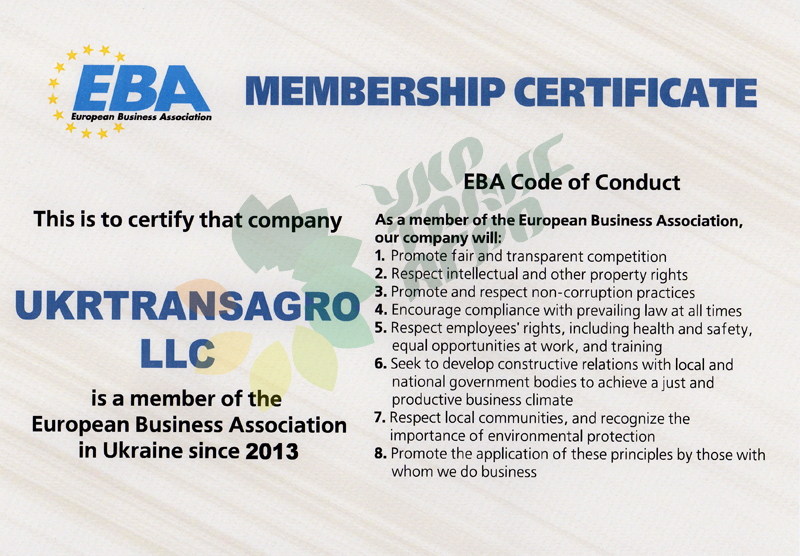 EBA
European Business Association
MEMBERSHIP CERTIFICATE
This is to certify that company
UKRTRANSAGRO
LLC
is a member of the
European Business Association
in Ukraine since 2013
EBA Code of Conduct
As a member of the European Business Association,
our company will:
1. Promote fair and transparent competition
2. Respect intellectual and other property rights
3. Promote and respect non-corruption practices
4. Encourage compliance with prevailing law at all times
5. Respect employees' rights, including health and safety,
equal opportunities at work, and training
6. Seek to develop constructive relations with local and
national government bodies to achieve a just and
productive business climate
7. Respect local communities, and recognize the
importance of environmental protection
8. Promote the application of these principles by those with
whom we do business
УКР
ТРАНС
АГРО